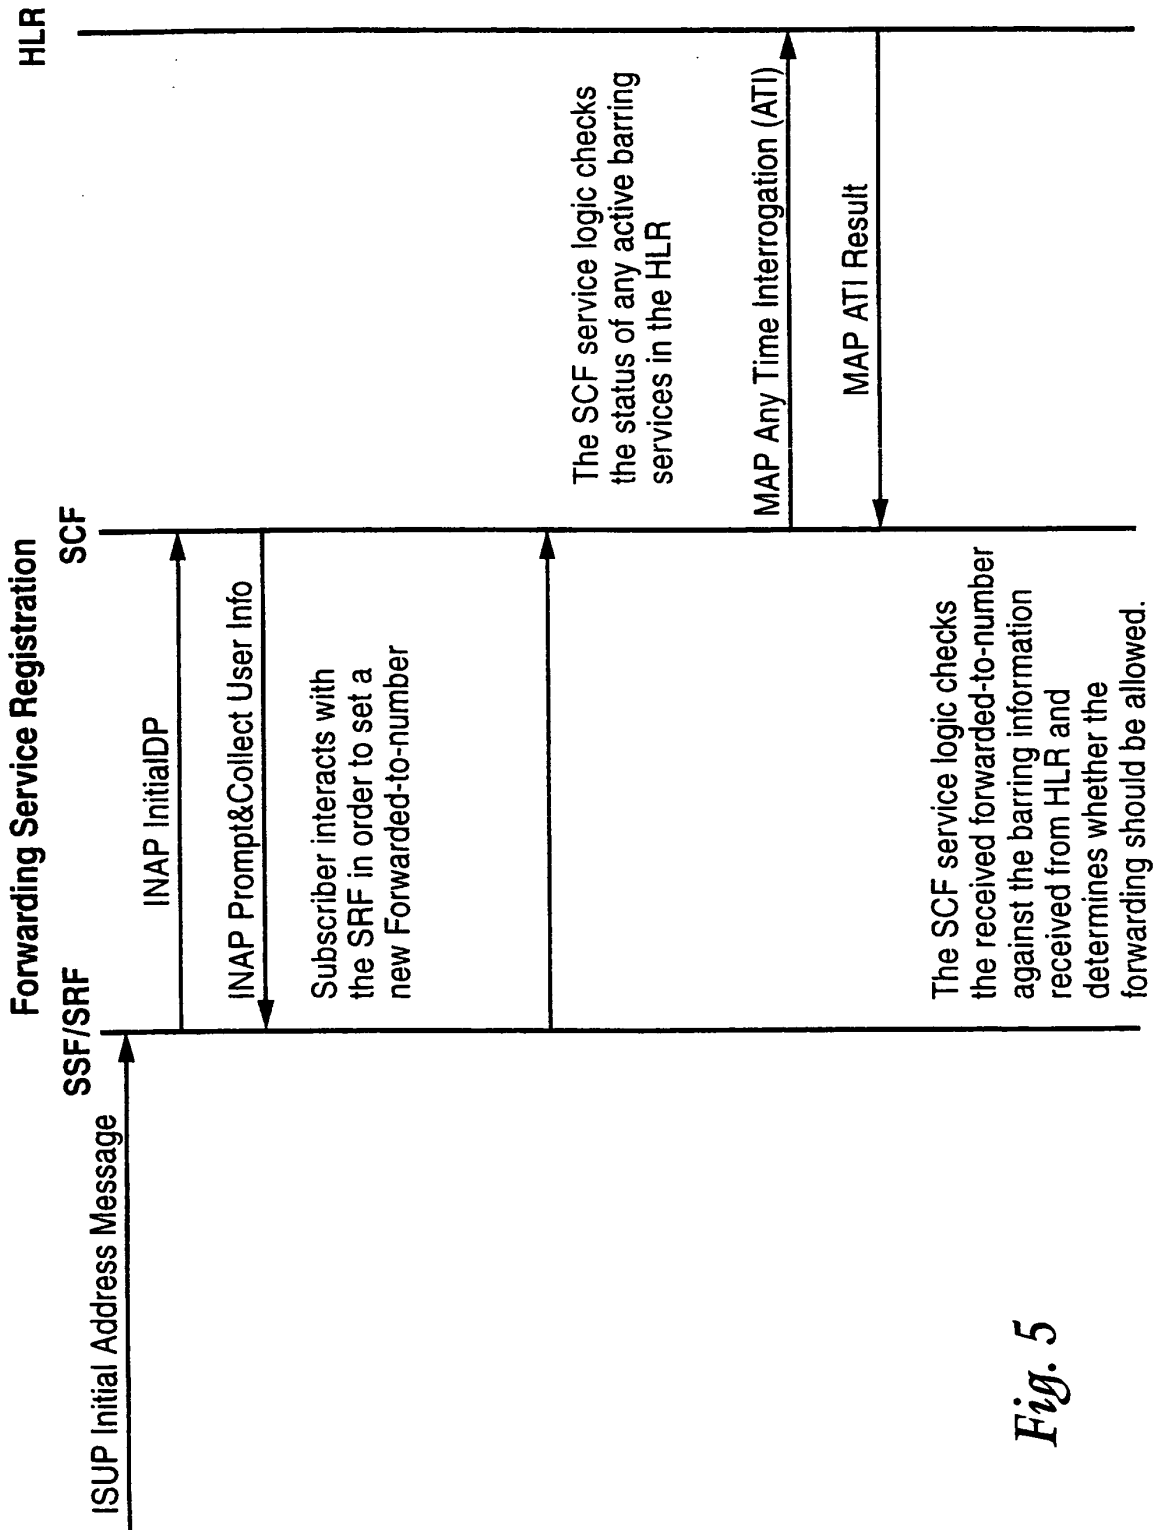 Forwarding Service Registration
SSF/SRF
SCF
HLR
ISUP Initial Address Message
INAP InitialDP
INAP Prompt&Collect User Info
Subscriber interacts with
the SRF in order to set a
new Forwarded-to-number
The SCF service logic checks
the status of any active barring
services in the HLR
MAP Any Time Interrogation (ATI)
MAP ATI Result
The SCF service logic checks
the received forwarded-to-number
against the barring information
received from HLR and
determines whether the
forwarding should be allowed.
Fig. 5